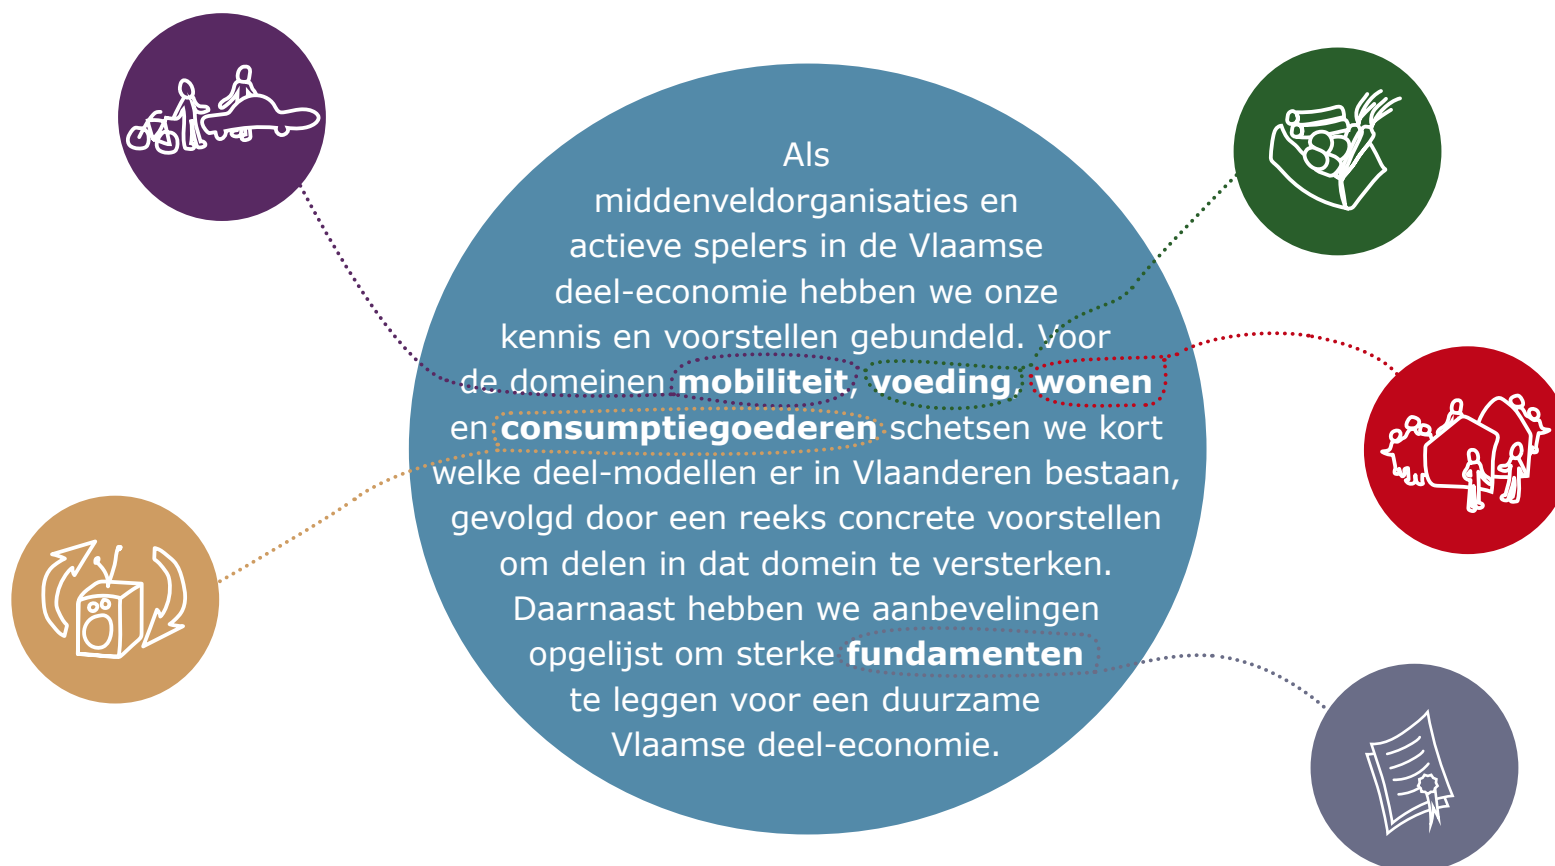 Als
middenveldorganisaties en
actieve spelers in de Vlaamse
deel-economie hebben we onze
kennis en voorstellen gebundeld. Voor
de domeinen mobiliteit, voeding, wonen
en consumptiegoederen schetsen we kort
welke deel-modellen er in Vlaanderen bestaan,
gevolgd door een reeks concrete voorstellen
om delen in dat domein te versterken.
Daarnaast hebben we aanbevelingen
opgelijst om sterke fundamenten
te leggen voor een duurzame
Vlaamse deel-economie.